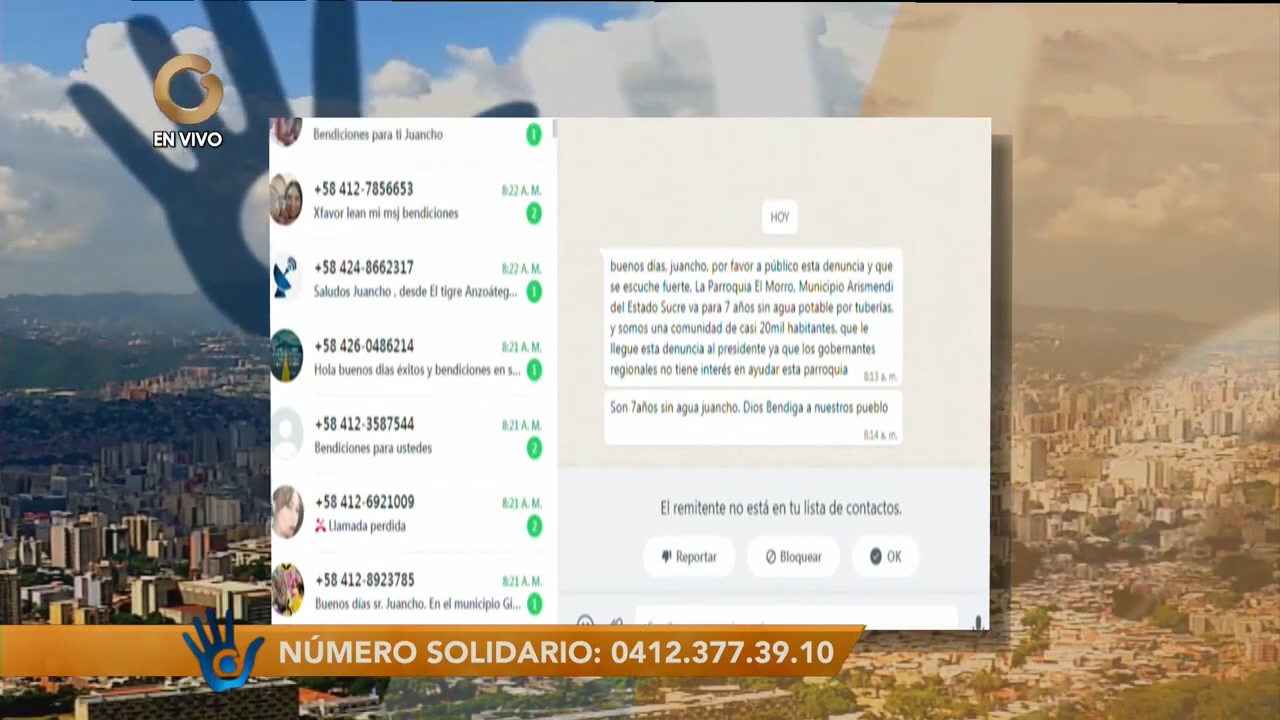 EN VIVO
Bendiciones para ti Juancho
1
+58 412-7856653
8:22 A. M.
Xfavor lean mi msj bendiciones
2
+58 424-8662317
8:22 A. M.
Saludos Juancho , desde El tigre Anzoáteg...
1
+58 426-0486214
8:21 A. M.
Hola buenos dias éxitos y bendiciones en s...
1
+58 412-3587544
8:21 A. M.
Bendiciones para ustedes
2
+58 412-6921009
8:21 A. M.
Llamada perdida
2
+58 412-8923785
8:21 A. M.
Buenos días sr. Juancho. En el municipio Gi...
1
HOY
buenos días, juancho, por favor a público esta denuncia y que
se escuche fuerte, La Parroquia El Morro, Municipio Arismendi
del Estado Sucre va para 7 años sin agua potable por tuberías,
y somos una comunidad de casi 20mil habitantes, que le
llegue esta denuncia al presidente ya que los gobernantes
regionales no tiene interés en ayudar esta parroquia
8:13 a. m.
Son 7años sin agua juancho. Dios Bendiga a nuestros pueblo
8:14 a. m.
El remitente no está en tu lista de contactos.
Reportar
Bloquear
OK
NÚMERO SOLIDARIO: 0412.377.39.10